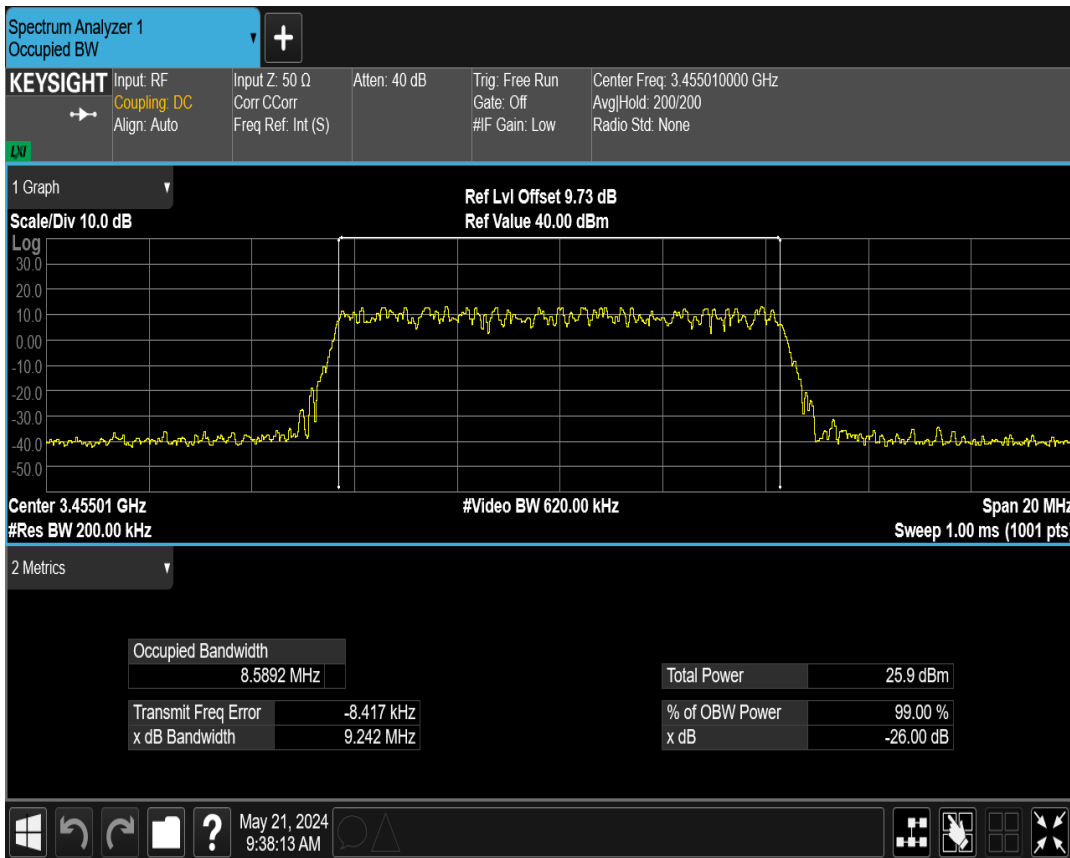 Spectrum Analyzer 1
Occupied BW
KEYSIGHT
LXI
Input: RF
Coupling: DC
Align: Auto
Input Z: 50 Ω
Corr CCorr
Freq Ref: Int (S)
Atten: 40 dB
Trig: Free Run
Gate: Off
#IF Gain: Low
Center Freq: 3.455010000 GHz
Avg|Hold: 200/200
Radio Std: None
1 Graph
Scale/Div 10.0 dB
Ref Lvl Offset 9.73 dB
Ref Value 40.00 dBm
Log
30.0
20.0
10.0
0.00
-10.0
-20.0
-30.0
-40.0
-50.0
Center 3.45501 GHz
#Video BW 620.00 kHz
Span 20 MHz
#Res BW 200.00 kHz
Sweep 1.00 ms (1001 pts)
2 Metrics
Occupied Bandwidth
8.5892 MHz
Total Power 25.9 dBm
Transmit Freq Error -8.417 kHz
% of OBW Power 99.00 %
x dB Bandwidth 9.242 MHz
x dB -26.00 dB
?
May 21, 2024
9:38:13 AM